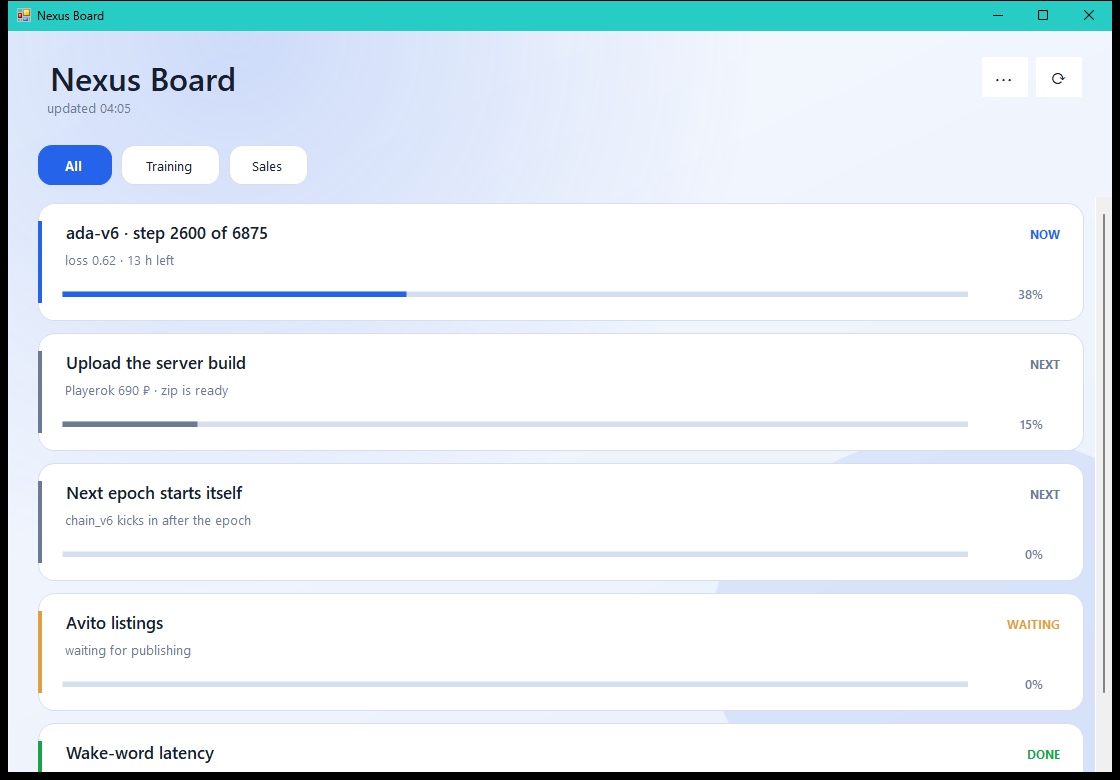 Nexus Board
Nexus Board
updated 04:05
...
All
Training
Sales
ada-v6 · step 2600 of 6875
NOW
loss 0.62 · 13 h left
38%
Upload the server build
NEXT
Playerok 690 ₽ · zip is ready
15%
Next epoch starts itself
NEXT
chain_v6 kicks in after the epoch
0%
Avito listings
WAITING
waiting for publishing
0%
Wake-word latency
DONE